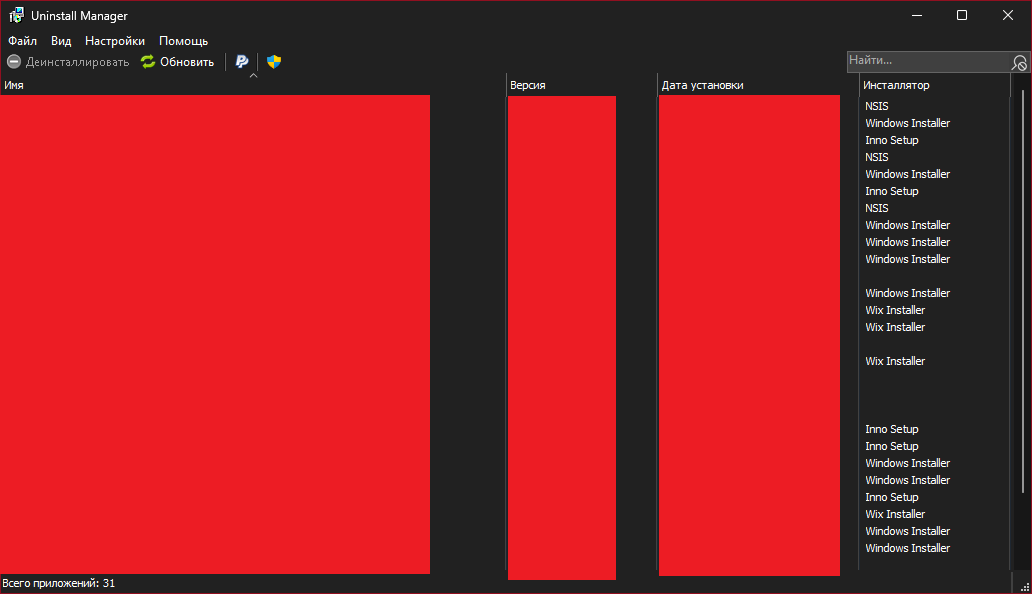 Uninstall Manager
Файл Вид Настройки Помощь
Деинсталлировать Обновить Найти...
Имя Версия Дата установки Инсталлятор
NSIS
Windows Installer
Inno Setup
NSIS
Windows Installer
Inno Setup
NSIS
Windows Installer
Windows Installer
Windows Installer
Windows Installer
Wix Installer
Wix Installer
Wix Installer
Inno Setup
Inno Setup
Windows Installer
Windows Installer
Inno Setup
Wix Installer
Windows Installer
Windows Installer
Всего приложений: 31